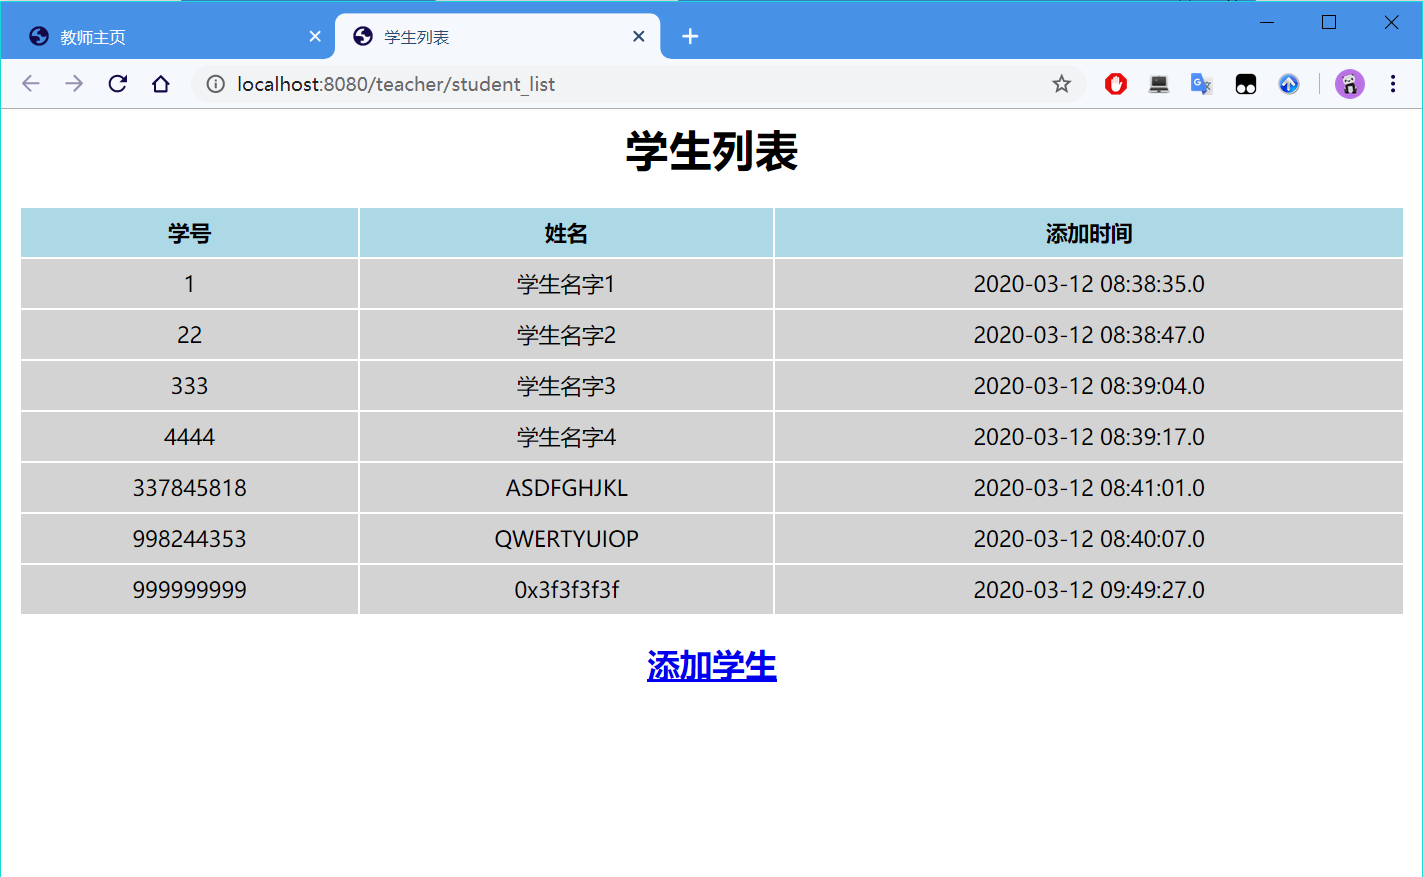 教师主页
学生列表
localhost:8080/teacher/student_list
学生列表
学号 姓名 添加时间
1 学生名字1 2020-03-12 08:38:35.0
22 学生名字2 2020-03-12 08:38:47.0
333 学生名字3 2020-03-12 08:39:04.0
4444 学生名字4 2020-03-12 08:39:17.0
337845818 ASDFGHJKL 2020-03-12 08:41:01.0
998244353 QWERTYUIOP 2020-03-12 08:40:07.0
999999999 0x3f3f3f3f 2020-03-12 09:49:27.0
添加学生